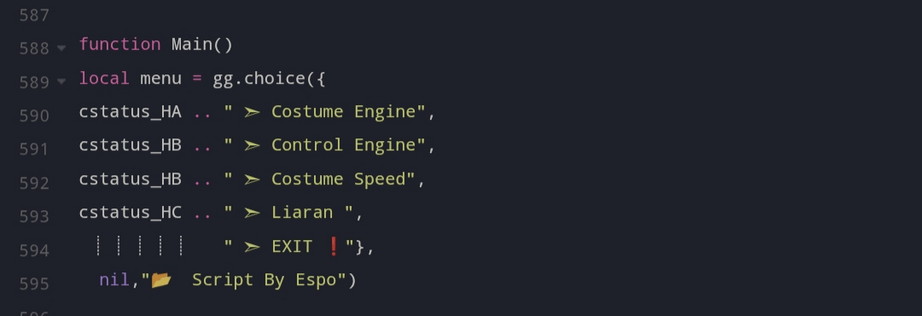 587
588 function Main()
589 local menu = gg.choice({
590 cstatus_HA .. " ➣ Costume Engine",
591 cstatus_HB .. " ➣ Control Engine",
592 cstatus_HB .. " ➣ Costume Speed",
593 cstatus_HC .. " ➣ Liaran ",
594 ┊ ┊ ┊ ┊ ┊ " ➣ EXIT ❗"},
595 nil,"📂 Script By Espo")